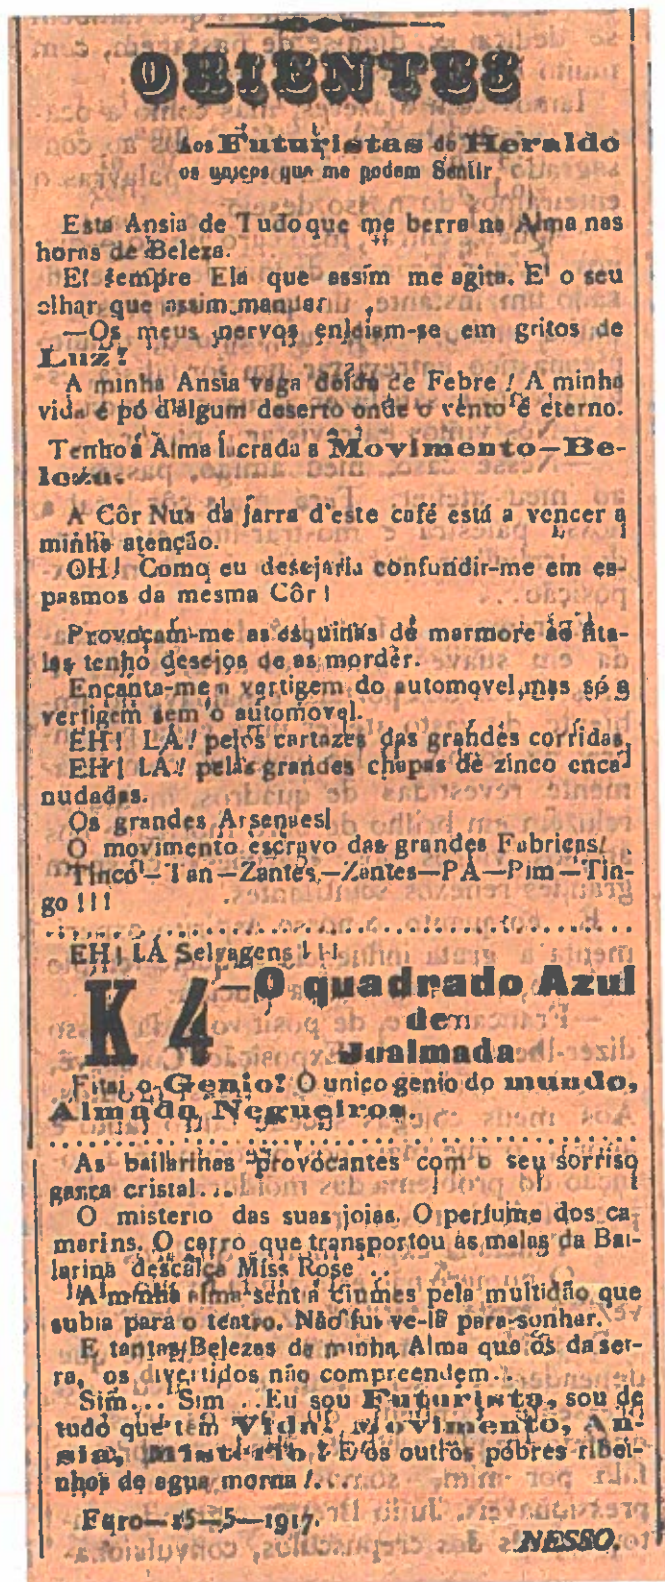 ORIENTES
Aos Futuristas do Heraldo
os unicos que me podem Sentir
Esta Ansia de Tudo que me berra na Alma nas
horas de Beleza.
E' sempre Ela que assim me agita. E' o seu
olhar que assim
—Os meus nervos enleiam-se em gritos de
Luz!
A minha Ansia vaga doida de Febre! A minha
vida é pó d'algum deserto onde o vento é eterno.
Tenho a Alma lacrada a Movimento—Be-
leza.
A Côr Nua da jarra d'este café está a vencer a
minha atenção.
OH! Como eu desejaria confundir-me em es-
pasmos da mesma Côr!
Provocam-me as esquinas de marmore ao fita-
las tenho desejos de as morder.
Encanta-me a vertigem do automovel, mas só a
vertigem sem o automovel.
EH! LÁ! pelos cartazes das grandes corridas,
EH! LÁ! pelas grandes chapas de zinco enca
nudadas.
Os grandes Arsenues!
O movimento escravo das grandes Fabricas!
Tinco—Tan—Zantes—Zantes—PÁ—Pim—Tin-
go!!!
EH! LÁ Selvagens!!!
K4—O quadrado Azul
de
Jualmada
Fitai o Genio! O unico genio do mundo,
Almada Negueiros.
As bailarinas provocantes com o seu sorriso
garra cristal...
O misterio das suas joias. O perfume dos ca
marins. O carro que transportou as malas da Bai-
larina descalça Miss Rose..
A minha alma sentia ciumes pela multidão que
subia para o teatro. Não fui ve-la para sonhar.
E tantas Belezas da minha Alma que os da ser-
ra, os divertidos não compreendem...
Sim... Sim...Eu sou Futurista, sou de
tudo que tem Vida! Movimento, An-
sia, Misterio! E os outros pobres ribei-
nhos de agua morna!...
Faro—15—5—1917.
NESSO.